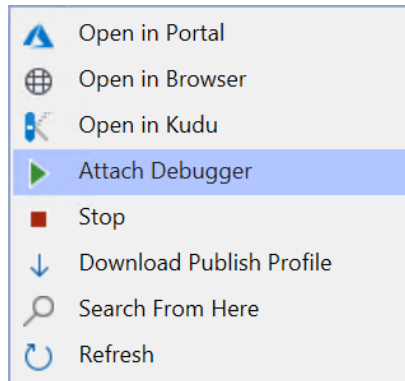 Open in Portal
Open in Browser
Open in Kudu
Attach Debugger
Stop
Download Publish Profile
Search From Here
Refresh